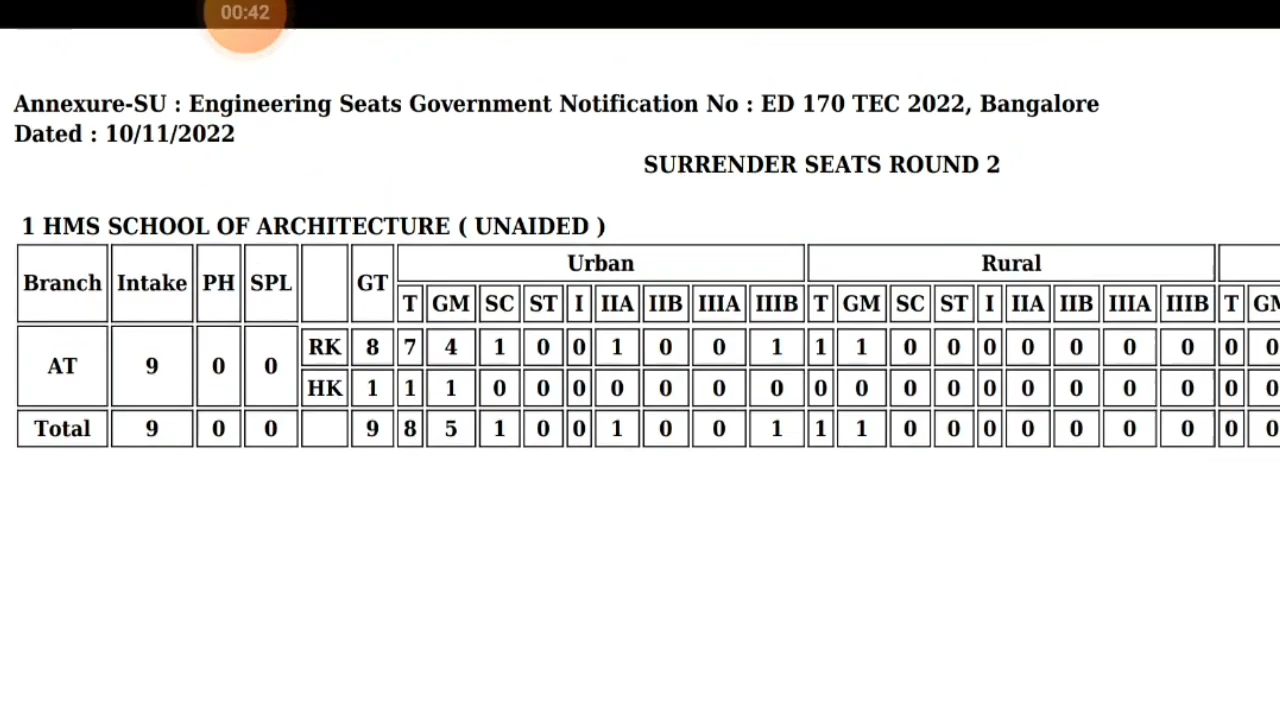 00:42
Annexure-SU : Engineering Seats Government Notification No : ED 170 TEC 2022, Bangalore
Dated : 10/11/2022
SURRENDER SEATS ROUND 2
1 HMS SCHOOL OF ARCHITECTURE ( UNAIDED )
Branch Intake PH SPL GT Urban Rural
T GM SC ST I IIA IIB IIIA IIIB T GM SC ST I IIA IIB IIIA IIIB T
AT 9 0 0 RK 8 7 4 1 0 0 1 0 0 1 1 1 0 0 0 0 0 0 0 0 0
HK 1 1 1 0 0 0 0 0 0 0 0 0 0 0 0 0 0 0 0 0 0
Total 9 0 0 9 8 5 1 0 0 1 0 0 1 1 1 0 0 0 0 0 0 0 0 0